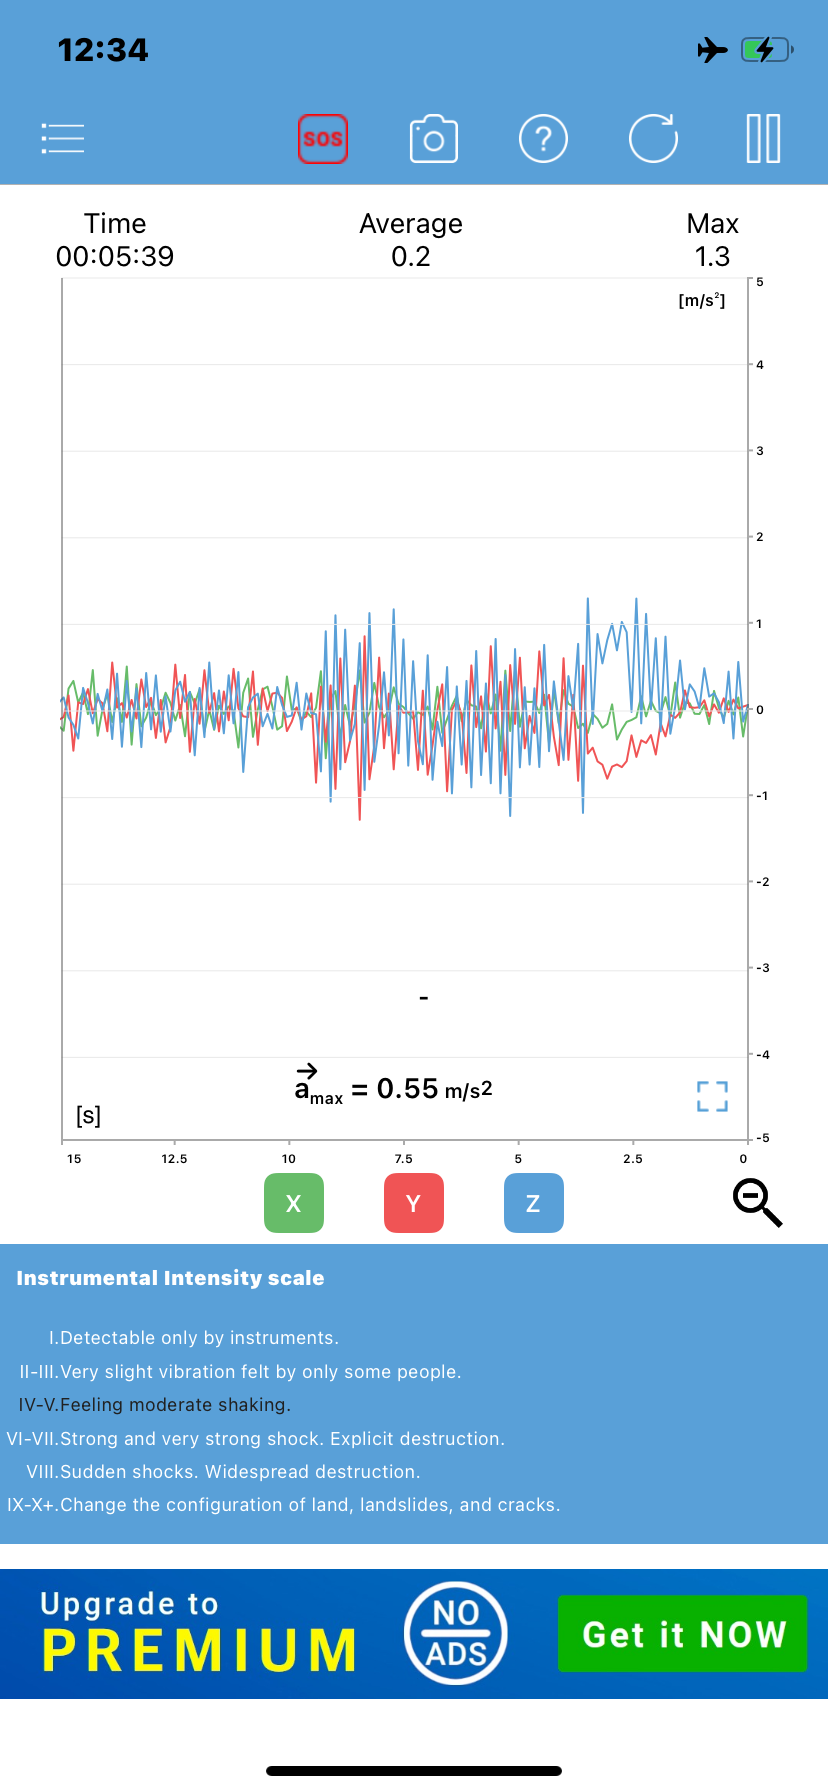 12:34
SOS
?
Time Average Max
00:05:39 0.2 1.3
[m/s²]
5
4
3
2
1
0
-1
-2
-3
-4
-5
-
→
a max = 0.55 m/s2
[s]
15 12.5 10 7.5 5 2.5 0
X Y Z
Instrumental Intensity scale
I.Detectable only by instruments.
II-III.Very slight vibration felt by only some people.
IV-V.Feeling moderate shaking.
VI-VII.Strong and very strong shock. Explicit destruction.
VIII.Sudden shocks. Widespread destruction.
IX-X+.Change the configuration of land, landslides, and cracks.
Upgrade to
PREMIUM
NO
ADS
Get it NOW